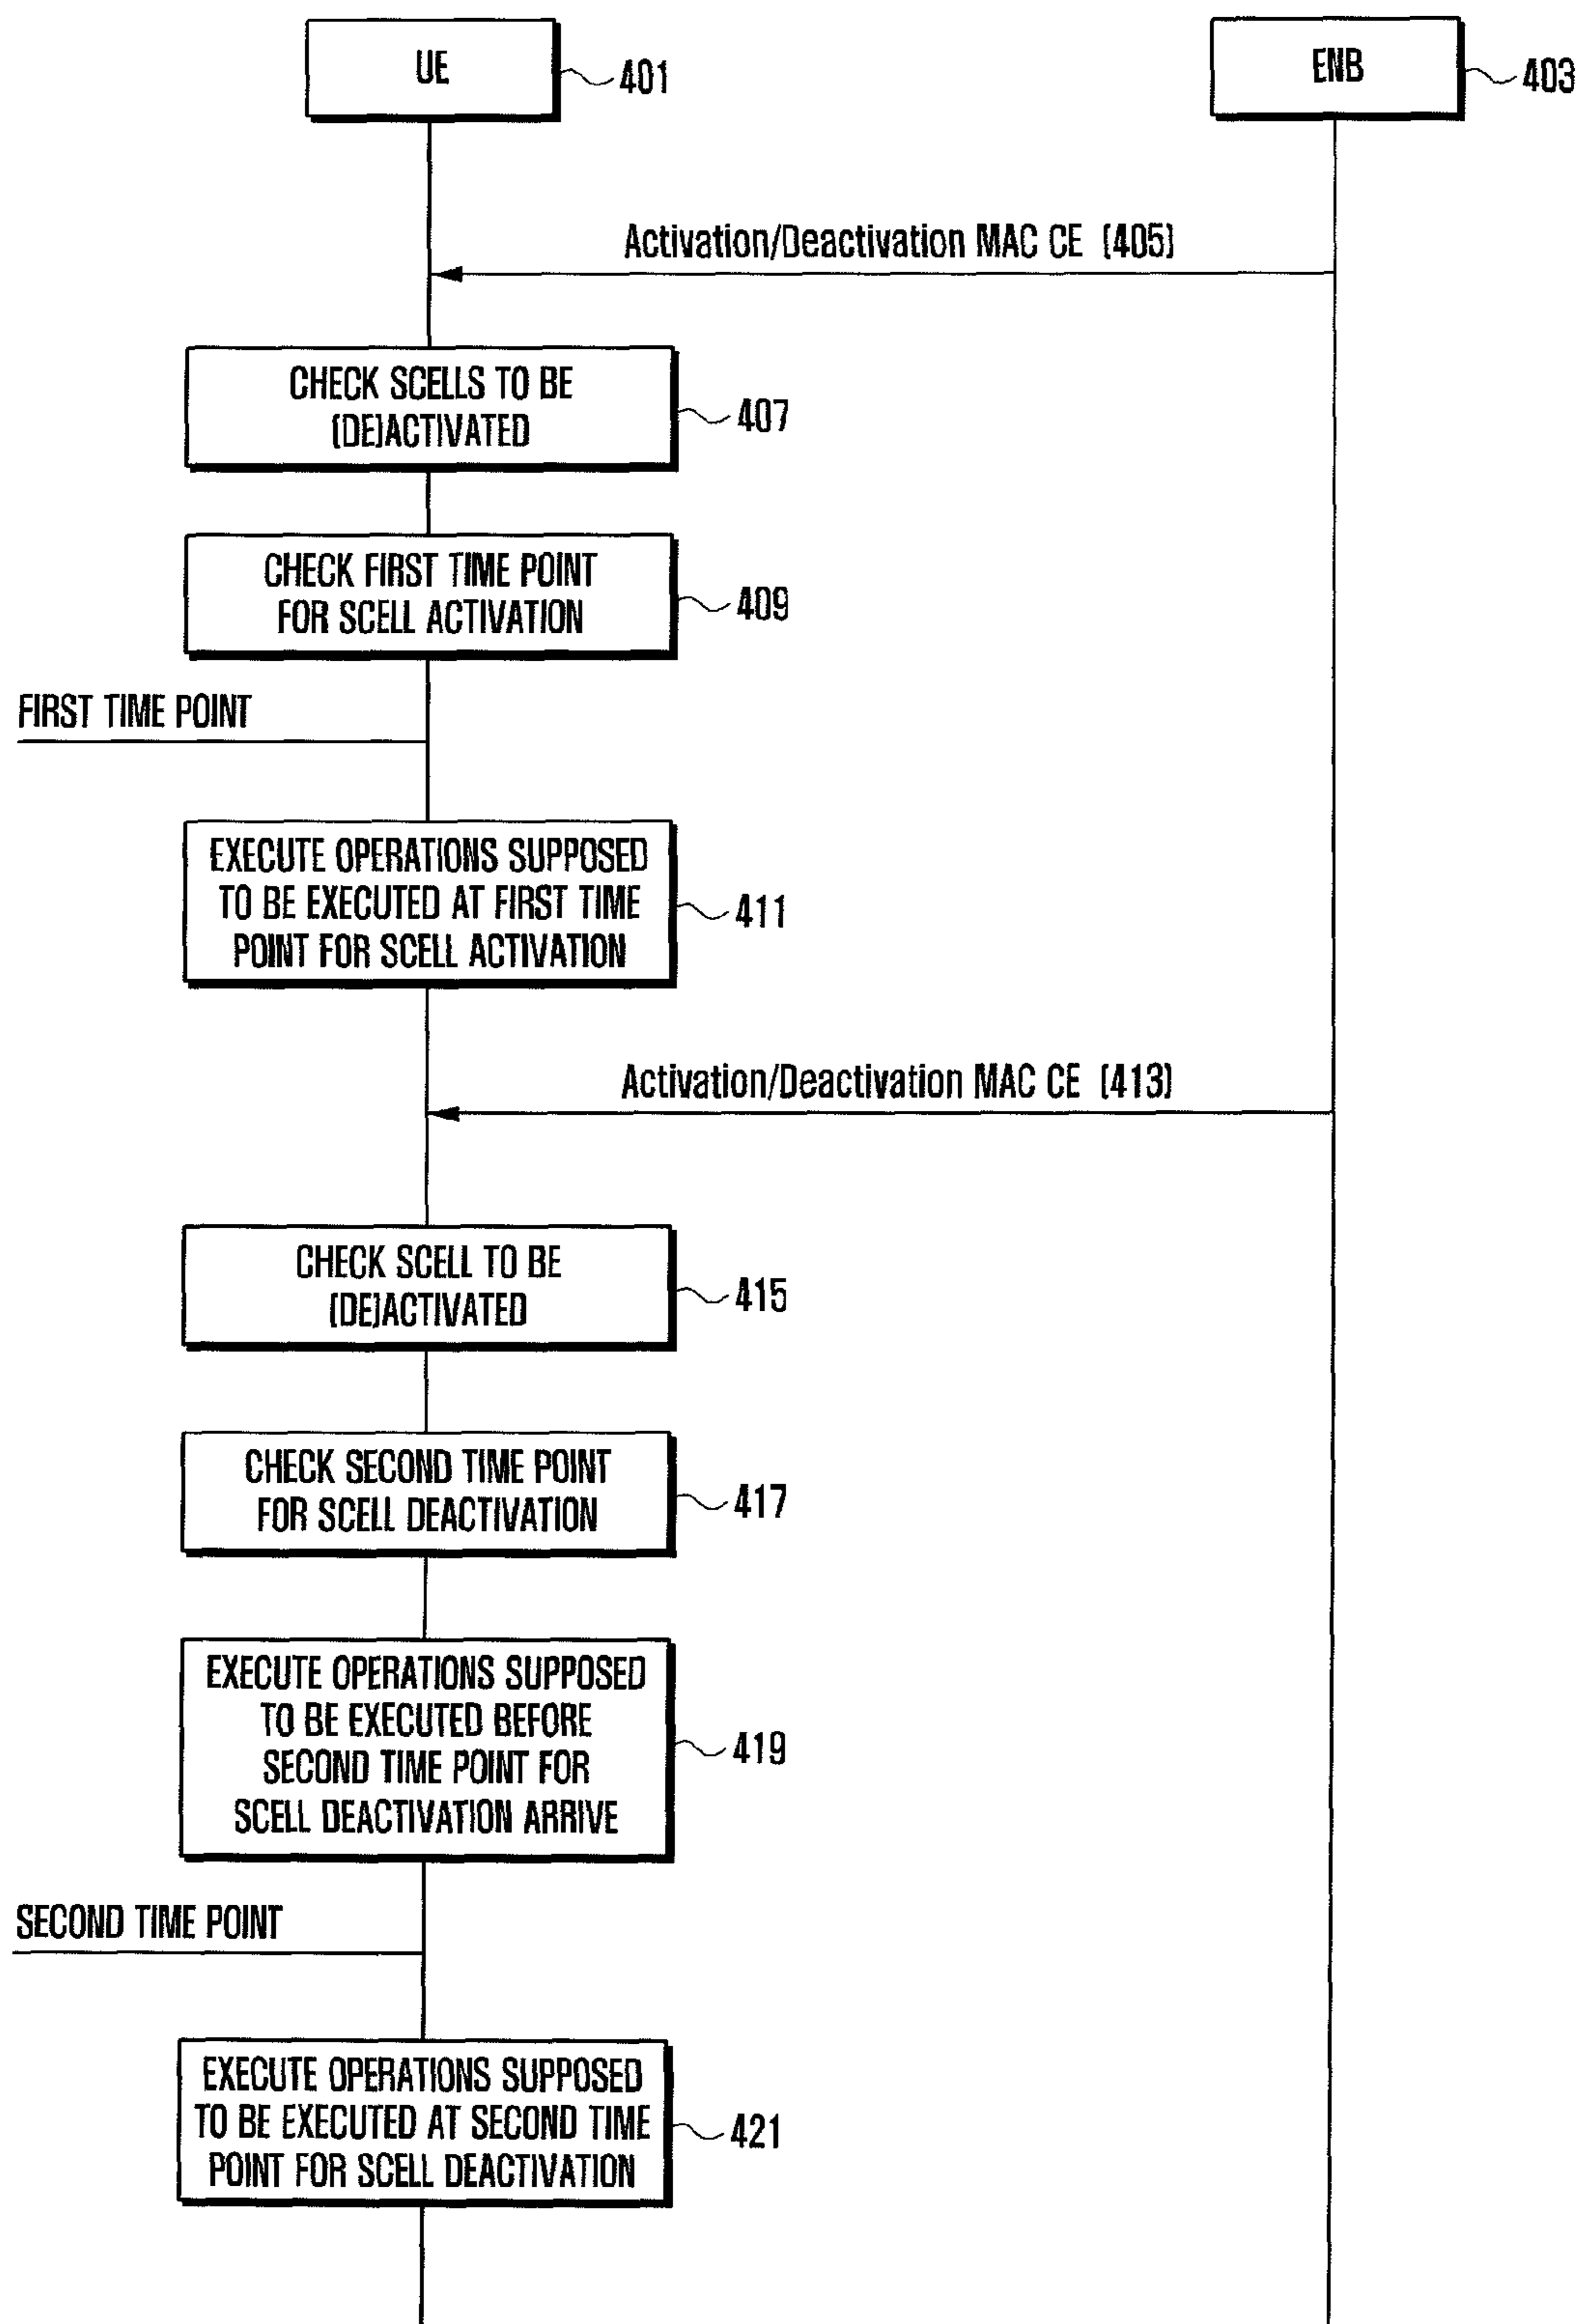 UE
401
ENB
403
Activation/Deactivation MAC CE (405)
CHECK SCELLS TO BE
(DE)ACTIVATED
407
CHECK FIRST TIME POINT
FOR SCELL ACTIVATION
409
FIRST TIME POINT
EXECUTE OPERATIONS SUPPOSED
TO BE EXECUTED AT FIRST TIME
POINT FOR SCELL ACTIVATION
411
Activation/Deactivation MAC CE (413)
CHECK SCELL TO BE
(DE)ACTIVATED
415
CHECK SECOND TIME POINT
FOR SCELL DEACTIVATION
417
EXECUTE OPERATIONS SUPPOSED
TO BE EXECUTED BEFORE
SECOND TIME POINT FOR
SCELL DEACTIVATION ARRIVE
419
SECOND TIME POINT
EXECUTE OPERATIONS SUPPOSED
TO BE EXECUTED AT SECOND TIME
POINT FOR SCELL DEACTIVATION
421